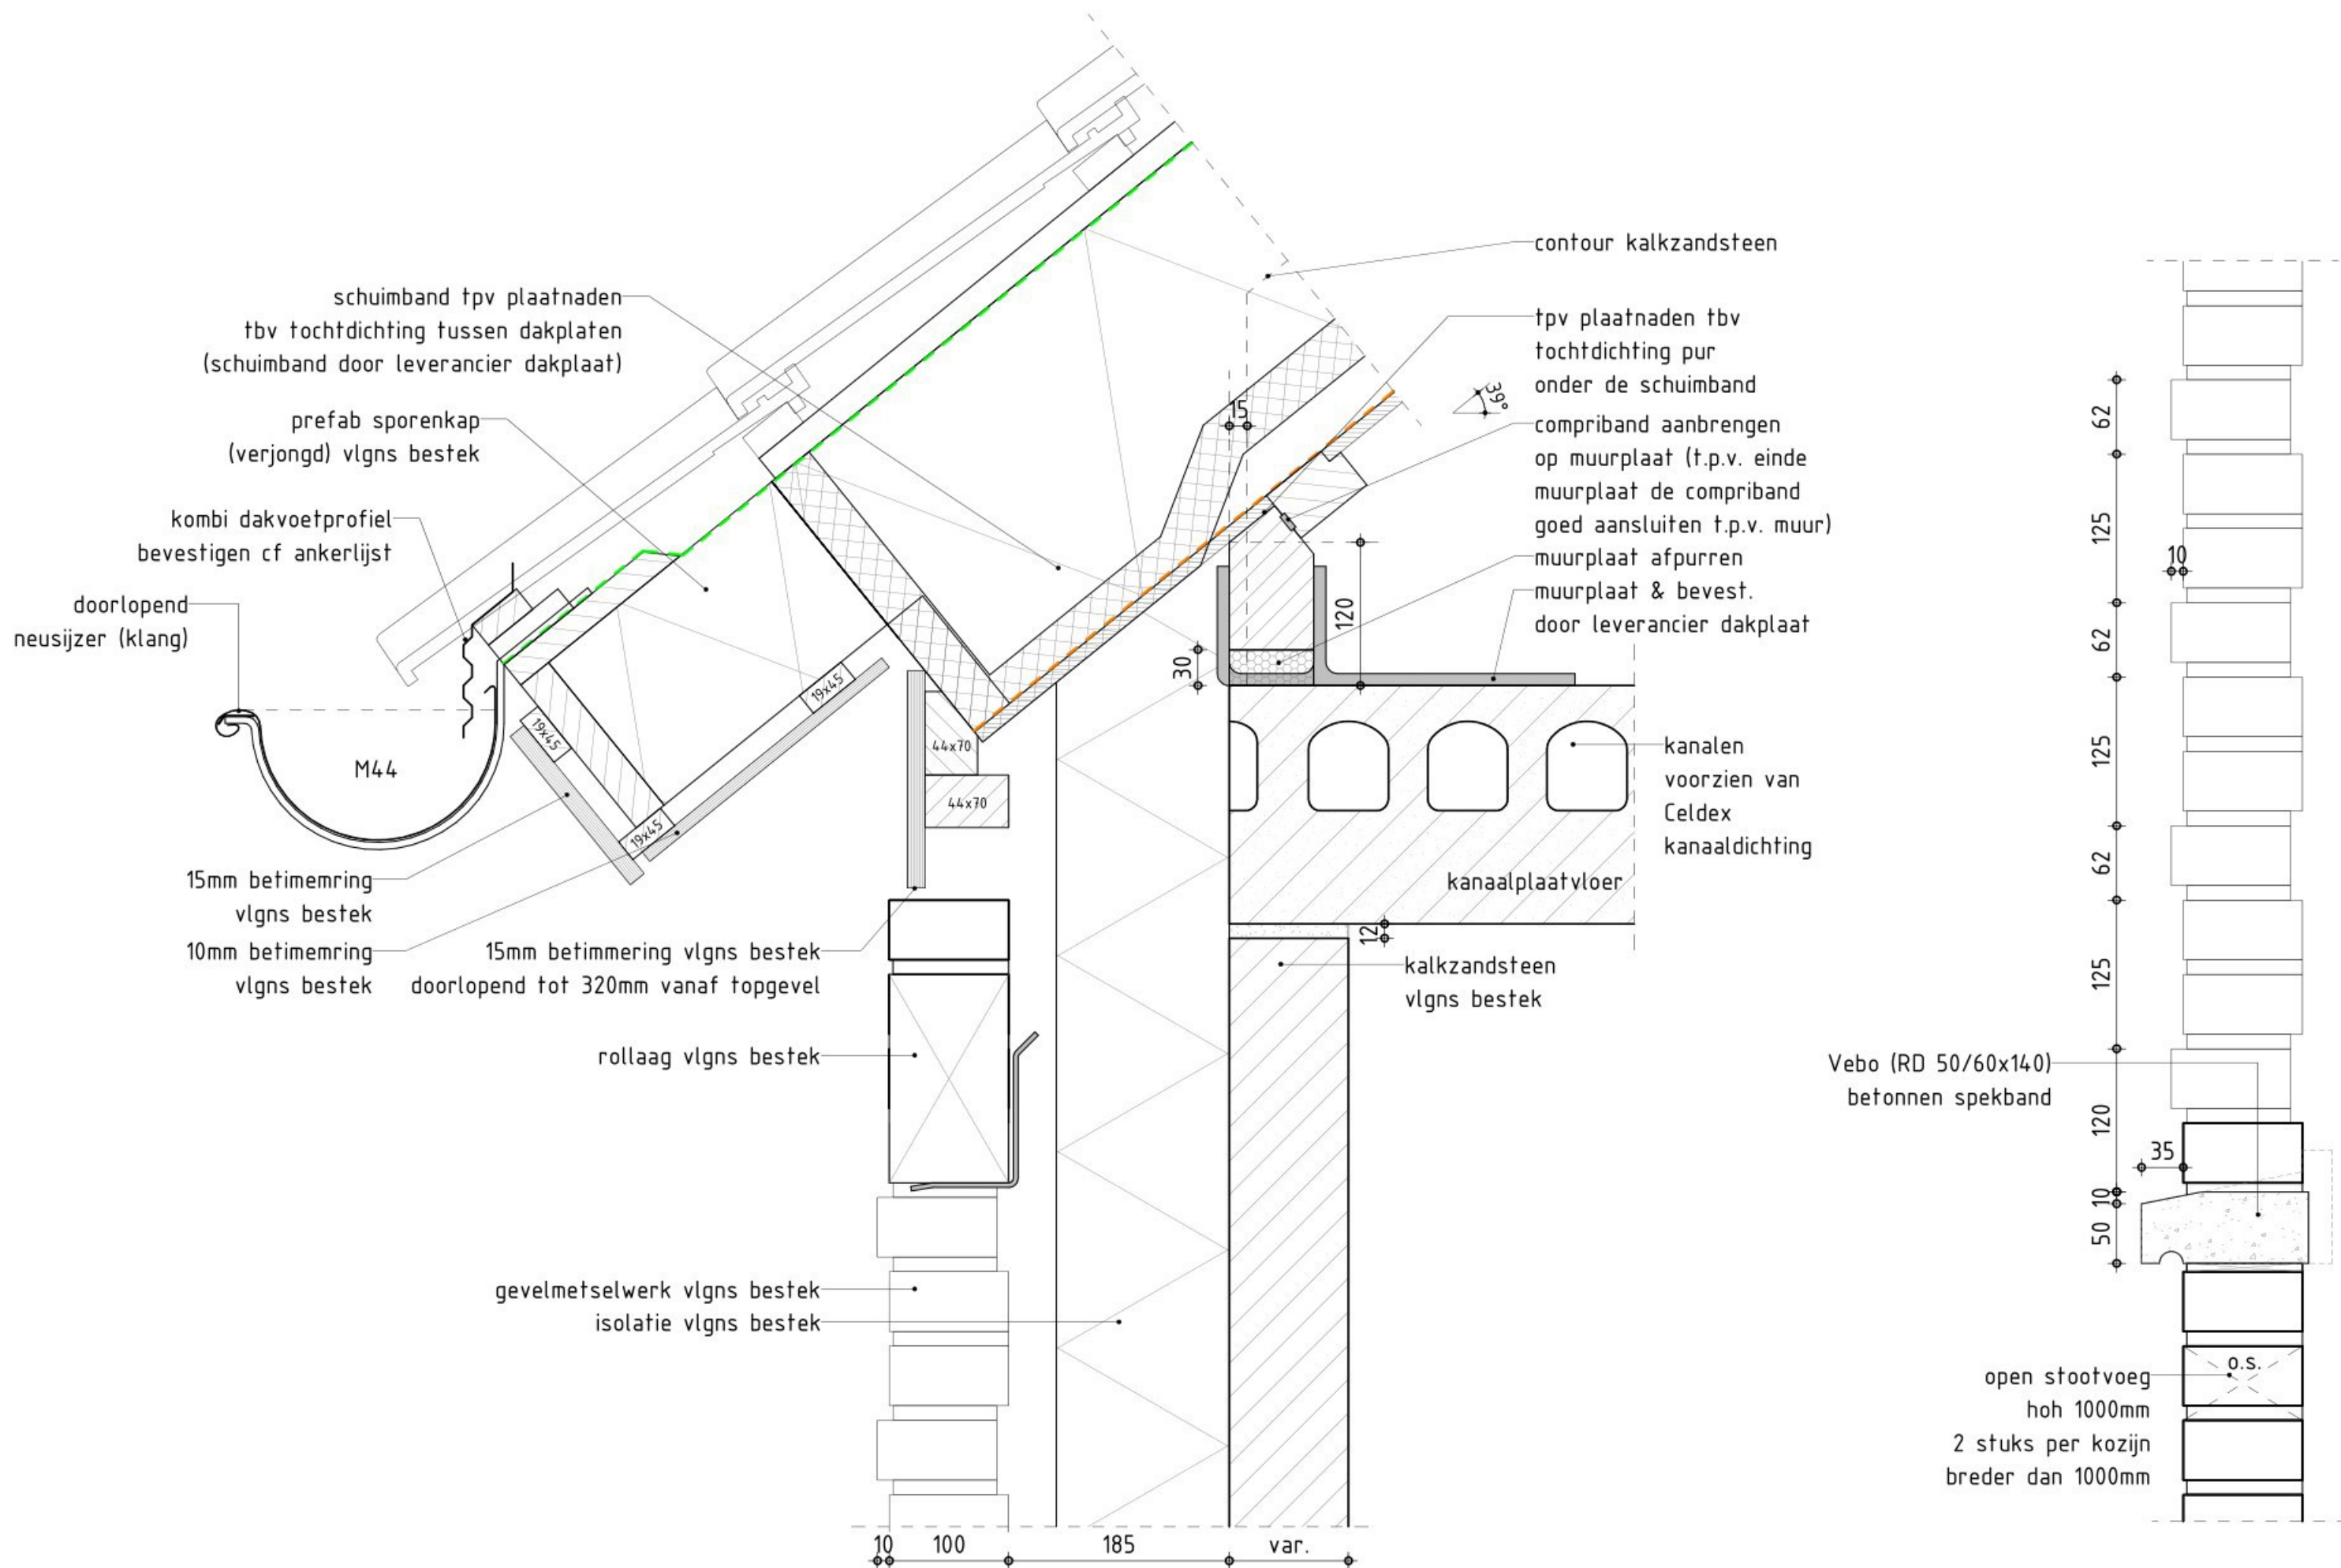 schuimband tpv plaatnaden
tbv tochtdichting tussen dakplaten
(schuimband door leverancier dakplaat)
prefab sporenkap
(verjongd) vlgns bestek
kombi dakvoetprofiel
bevestigen cf ankerlijst
doorlopend
neusijzer (klang)
M44
19x45
19x45
19x45
44x70
44x70
15mm betimemring
vlgns bestek
10mm betimemring
vlgns bestek
15mm betimmering vlgns bestek
doorlopend tot 320mm vanaf topgevel
rollaag vlgns bestek
gevelmetselwerk vlgns bestek
isolatie vlgns bestek
10
100
185
var.
contour kalkzandsteen
tpv plaatnaden tbv
tochtdichting pur
onder de schuimband
39°
15
compriband aanbrengen
op muurplaat (t.p.v. einde
muurplaat de compriband
goed aansluiten t.p.v. muur)
muurplaat afpurren
muurplaat & bevest.
door leverancier dakplaat
120
30
kanalen
voorzien van
Celdex
kanaaldichting
kanaalplaatvloer
12
kalkzandsteen
vlgns bestek
62
125
10
62
125
62
125
120
35
10
50
Vebo (RD 50/60x140)
betonnen spekband
o.s.
open stootvoeg
hoh 1000mm
2 stuks per kozijn
breder dan 1000mm